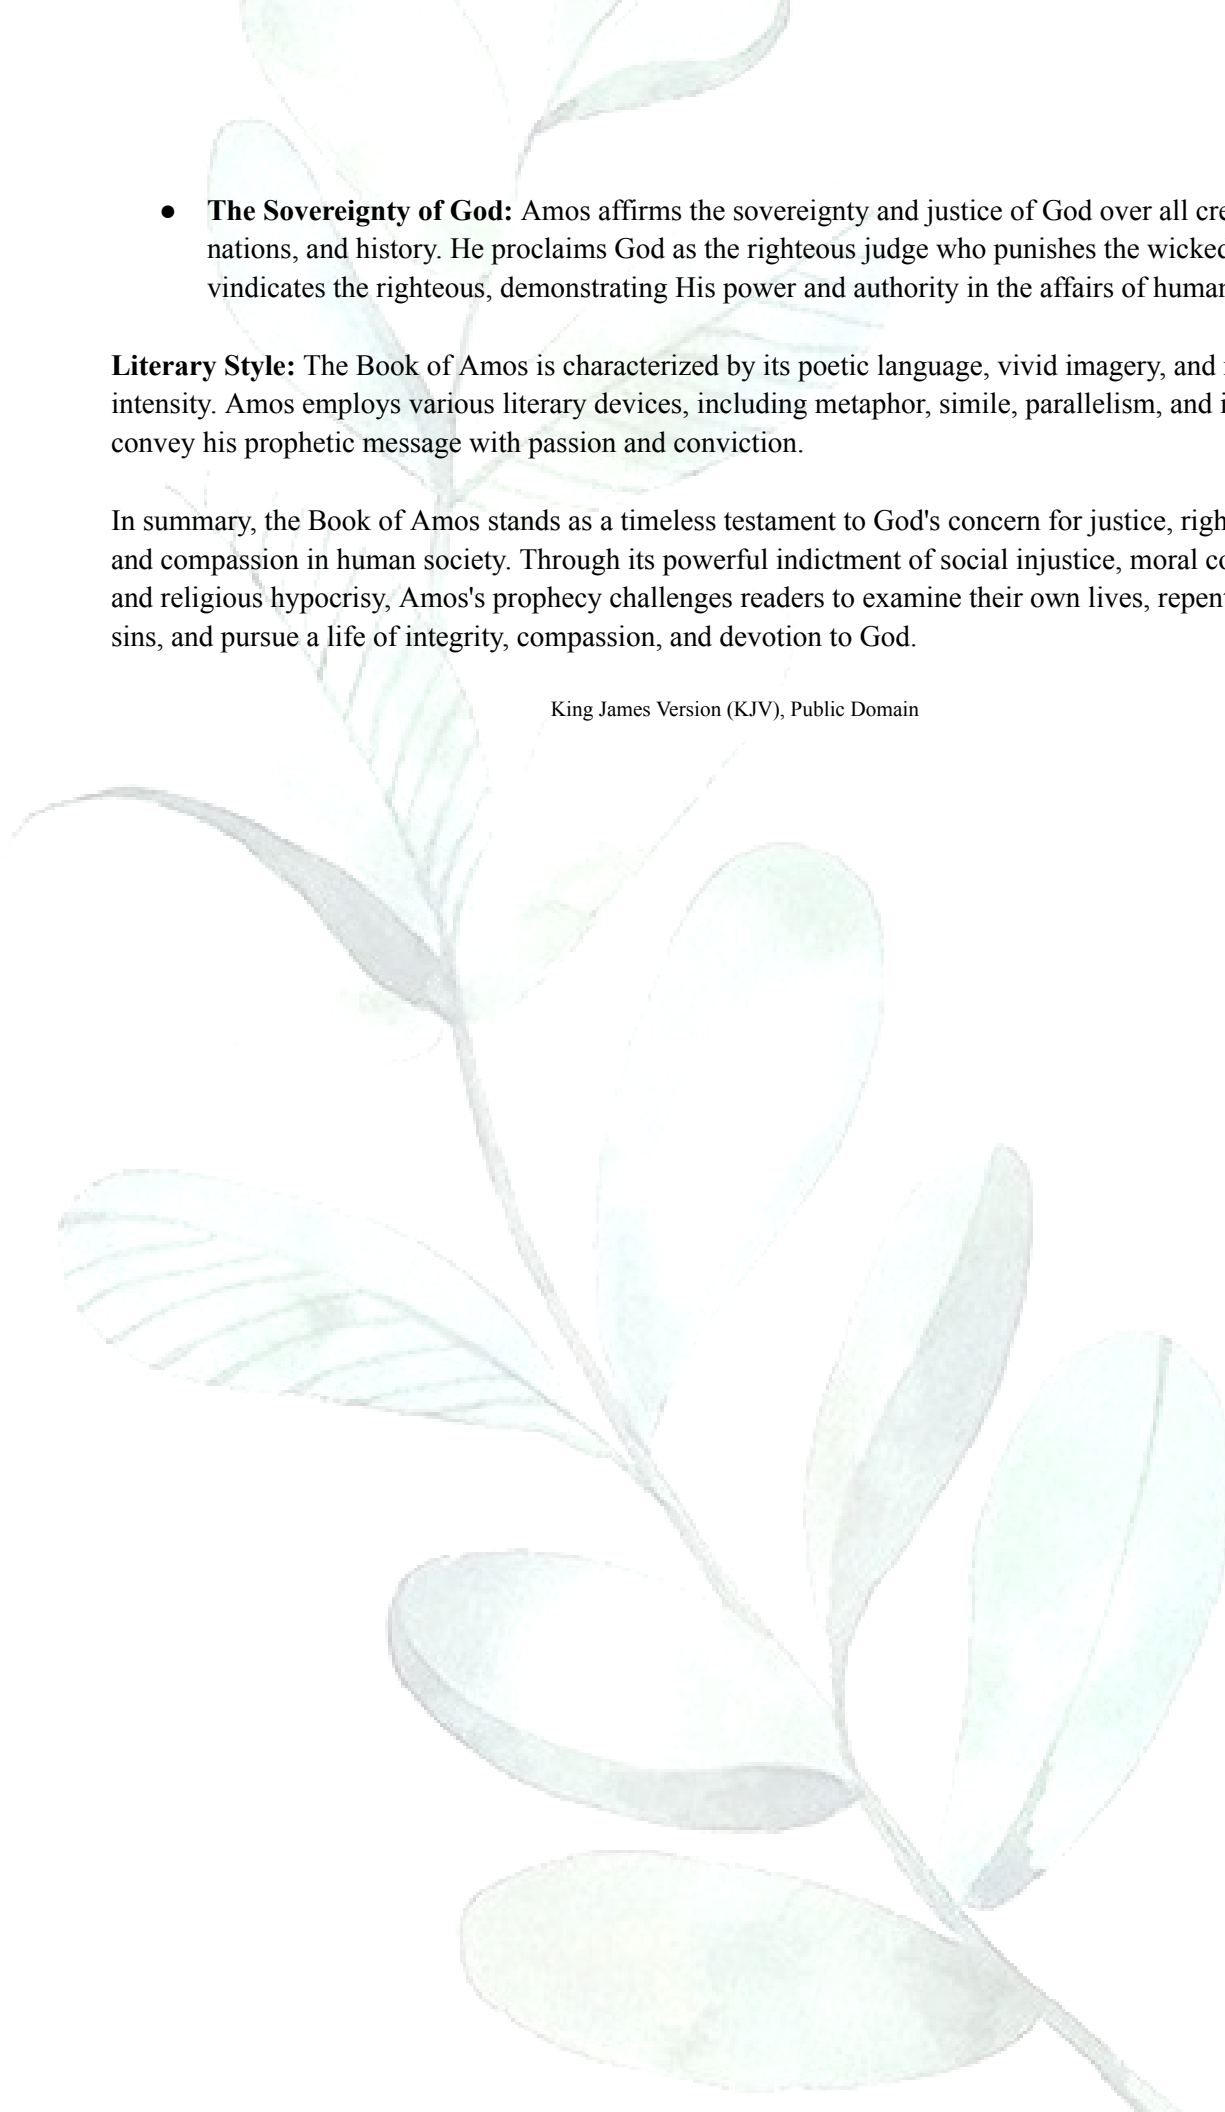 ● The Sovereignty of God: Amos affirms the sovereignty and justice of God over all
nations, and history. He proclaims God as the righteous judge who punishes the
vindicates the righteous, demonstrating His power and authority in the affairs of
Literary Style: The Book of Amos is characterized by its poetic language, vivid imagery, and
intensity. Amos employs various literary devices, including metaphor, simile, parallelism, and
convey his prophetic message with passion and conviction.
In summary, the Book of Amos stands as a timeless testament to God's concern for justice,
and compassion in human society. Through its powerful indictment of social injustice, moral
and religious hypocrisy, Amos's prophecy challenges readers to examine their own lives, repent
sins, and pursue a life of integrity, compassion, and devotion to God.
King James Version (KJV), Public Domain